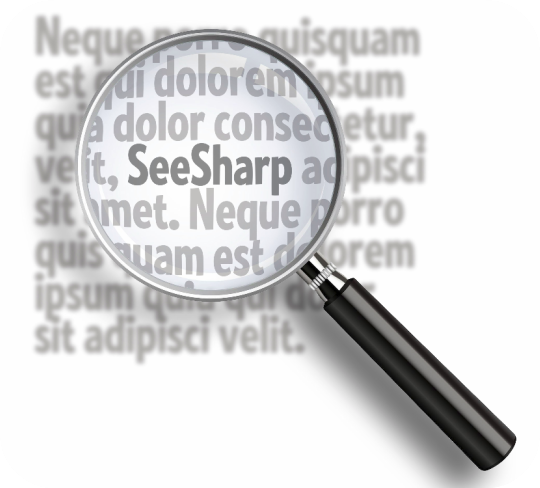 Neque porro quisquam
est qui dolorem ipsum
quia dolor consectetur,
velit, SeeSharp adipisci
sit amet. Neque porro
quisquam est dolorem
ipsum quia qui dolor
sit adipisci velit.